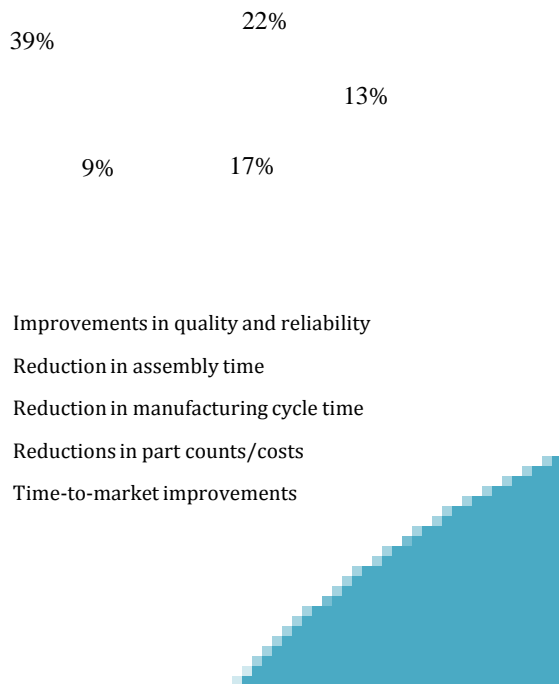 22%
39%
13%
9%
17%
Improvements in quality and reliability
Reduction in assembly time
Reduction in manufacturing cycle time
Reductions in part counts/costs
Time-to-market improvements